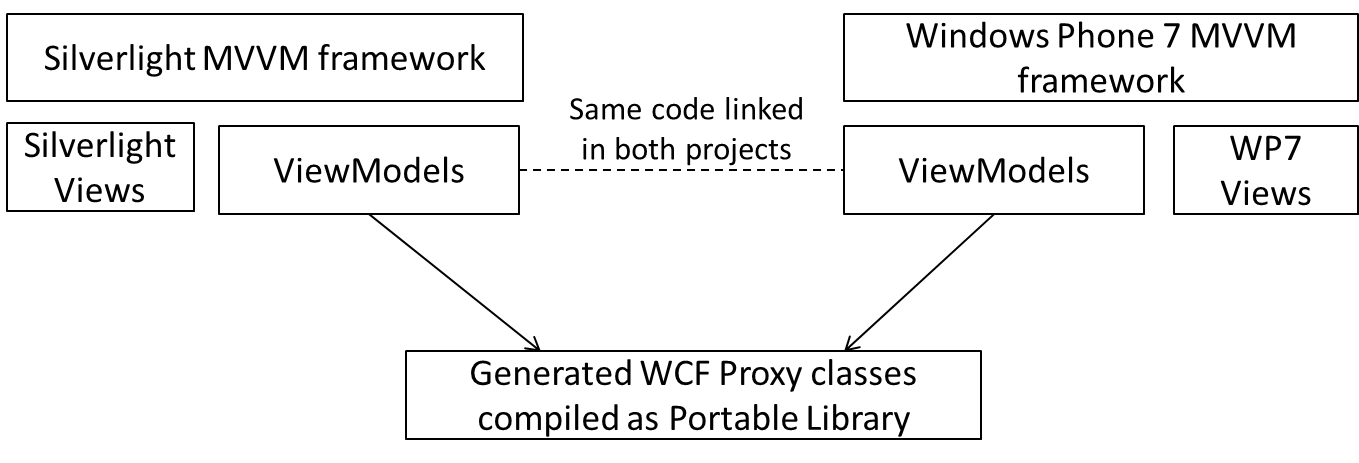 Silverlight MVVM framework
Windows Phone 7 MVVM
framework
Same code linked
in both projects
Silverlight
Views
ViewModels
ViewModels
WP7
Views
Generated WCF Proxy classes
compiled as Portable Library